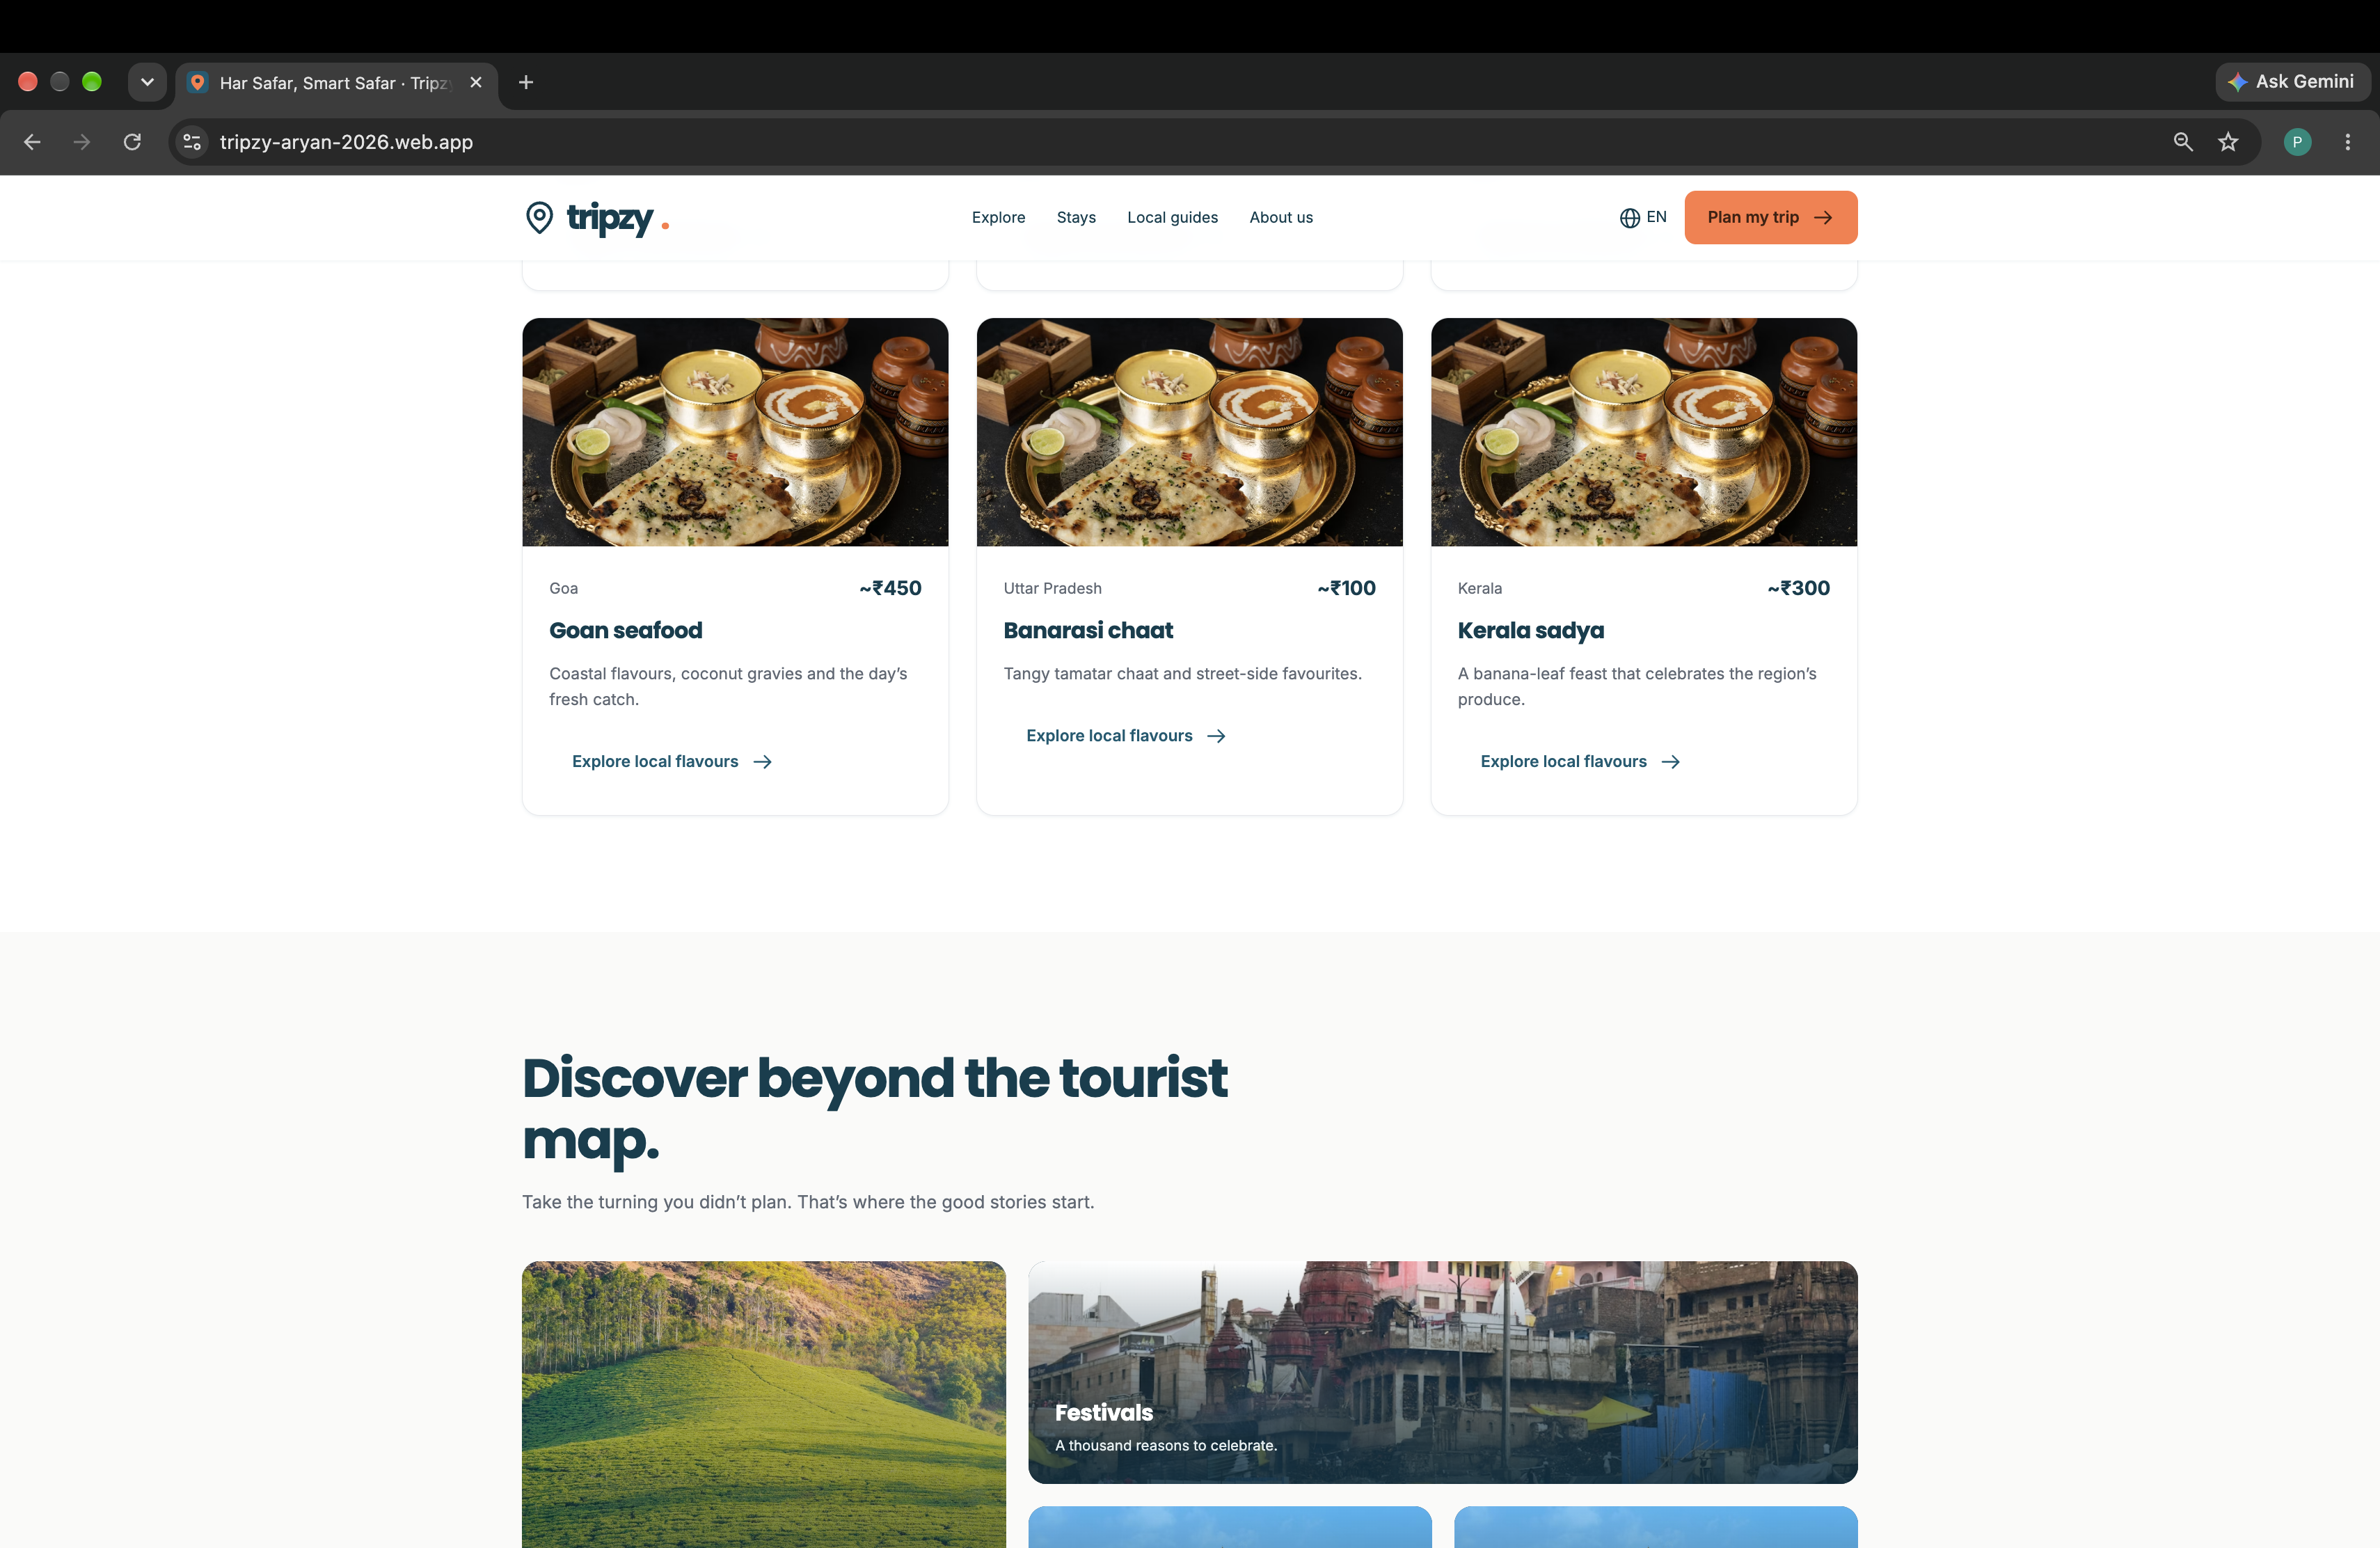 Har Safar, Smart Safar · Tripzy
Ask Gemini
tripzy-aryan-2026.web.app
P
tripzy.
Explore
Stays
Local guides
About us
EN
Plan my trip
Goa
~₹450
Goan seafood
Coastal flavours, coconut gravies and the day’s
fresh catch.
Explore local flavours
Uttar Pradesh
~₹100
Banarasi chaat
Tangy tamatar chaat and street-side favourites.
Explore local flavours
Kerala
~₹300
Kerala sadya
A banana-leaf feast that celebrates the region’s
produce.
Explore local flavours
Discover beyond the tourist
map.
Take the turning you didn’t plan. That’s where the good stories start.
Festivals
A thousand reasons to celebrate.